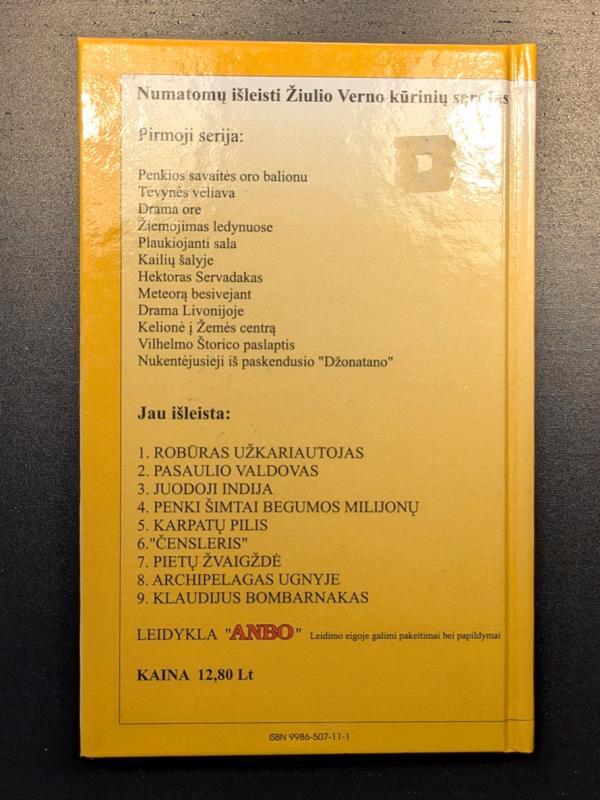 Numatomų išleisti Žiulio Verno kūrinių sąrašas
Pirmoji serija:
Penkios savaitės oro balionu
Tėvynės vėliava
Drama ore
Žiemojimas ledynuose
Plaukiojanti sala
Kailių šalyje
Hektoras Servadakas
Meteorą besivejant
Drama Livonijoje
Kelionė į Žemės centrą
Vilhelmo Štorico paslaptis
Nukentėjusieji iš paskendusio "Džonatano"
Jau išleista:
1. ROBŪRAS UŽKARIAUTOJAS
2. PASAULIO VALDOVAS
3. JUODOJI INDIJA
4. PENKI ŠIMTAI BEGUMOS MILIJONŲ
5. KARPATŲ PILIS
6."ČENSLERIS"
7. PIETŲ ŽVAIGŽDĖ
8. ARCHIPELAGAS UGNYJE
9. KLAUDIJUS BOMBARNAKAS
LEIDYKLA "ANBO" Leidimo eigoje galimi pakeitimai bei papildymai
KAINA 12,80 Lt
ISBN 9986-507-11-1